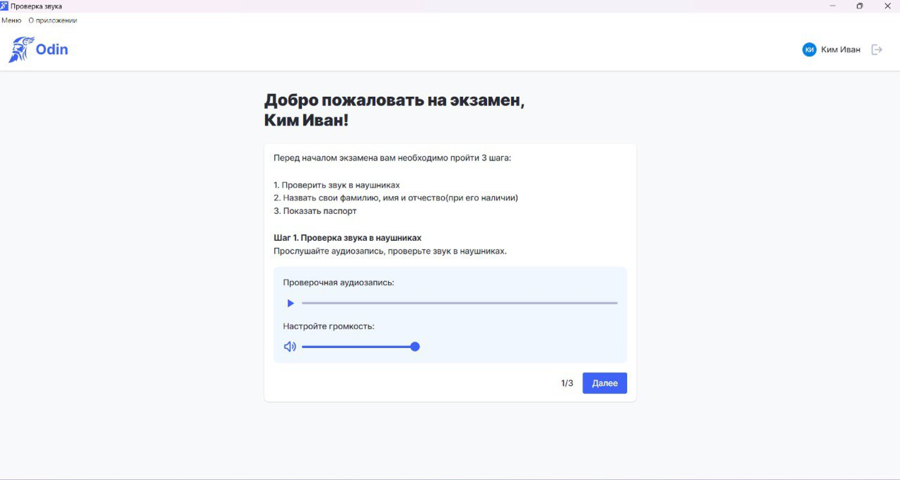 Проверка звука
Меню О приложении
Odin
КИ Ким Иван
Добро пожаловать на экзамен,
Ким Иван!
Перед началом экзамена вам необходимо пройти 3 шага:
1. Проверить звук в наушниках
2. Назвать свои фамилию, имя и отчество(при его наличии)
3. Показать паспорт
Шаг 1. Проверка звука в наушниках
Прослушайте аудиозапись, проверьте звук в наушниках.
Проверочная аудиозапись:
Настройте громкость:
1/3 Далее